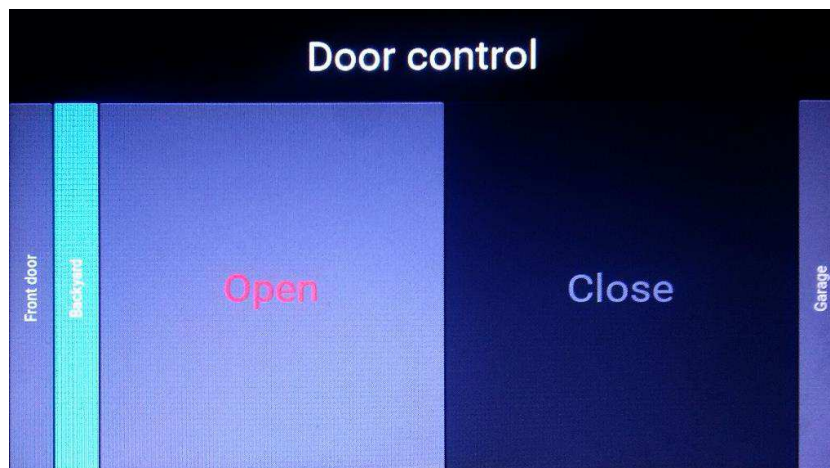 Door control
Front door
Backyard
Open
Close
Garage